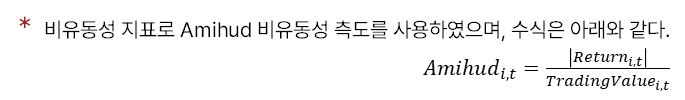 * 비유동성 지표로 Amihud 비유동성 측도를 사용하였으며, 수식은 아래와 같다.
Amihud_{i,t} = \frac{|Return_{i,t}|}{TradingValue_{i,t}}